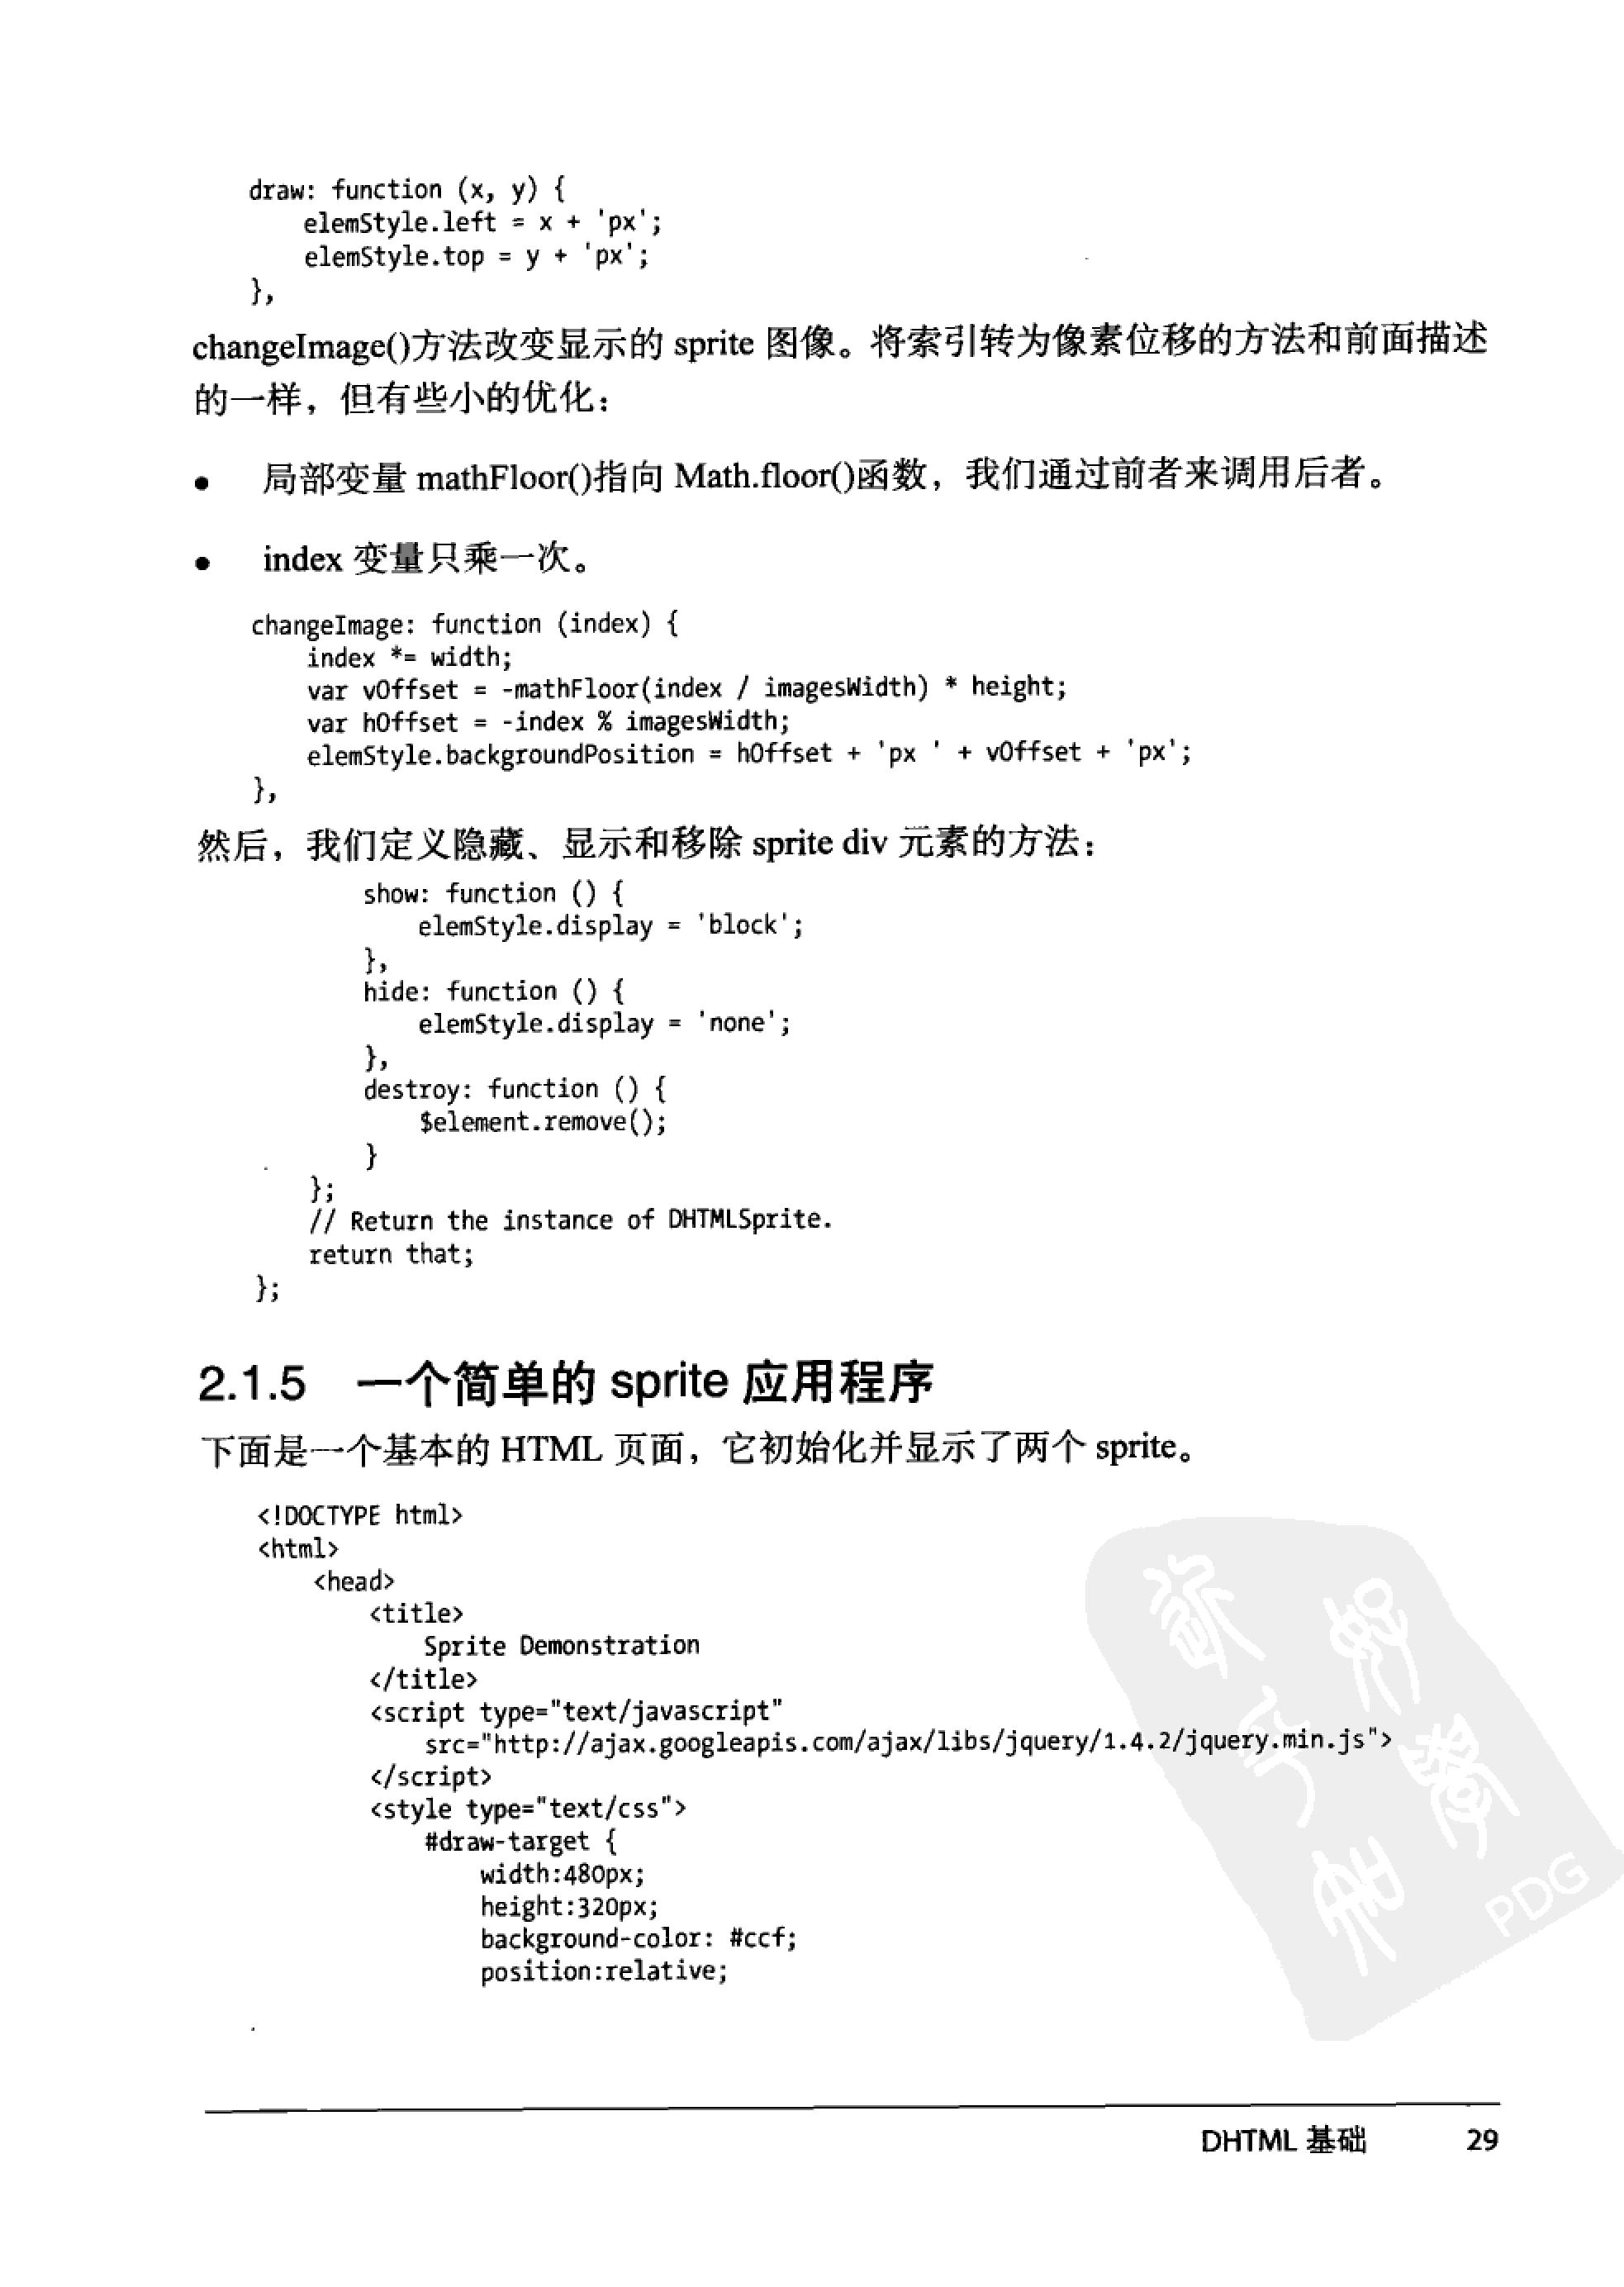 draw: function (x, y) {
    elemStyle.left = x + 'px';
    elemStyle.top = y + 'px';
},
changeImage()方法改变显示的 sprite 图像。将索引转为像素位移的方法和前面描述
的一样，但有些小的优化：
● 局部变量 mathFloor()指向 Math.floor()函数，我们通过前者来调用后者。
● index 变量只乘一次。
changeImage: function (index) {
    index *= width;
    var vOffset = -mathFloor(index / imagesWidth) * height;
    var hOffset = -index % imagesWidth;
    elemStyle.backgroundPosition = hOffset + 'px ' + vOffset + 'px';
},
然后，我们定义隐藏、显示和移除 sprite div 元素的方法：
        show: function () {
            elemStyle.display = 'block';
        },
        hide: function () {
            elemStyle.display = 'none';
        },
        destroy: function () {
            $element.remove();
        }
    };
    // Return the instance of DHTMLSprite.
    return that;
};
2.1.5 一个简单的 sprite 应用程序
下面是一个基本的 HTML 页面，它初始化并显示了两个 sprite。
<!DOCTYPE html>
<html>
    <head>
        <title>
            Sprite Demonstration
        </title>
        <script type="text/javascript"
            src="http://ajax.googleapis.com/ajax/libs/jquery/1.4.2/jquery.min.js">
        </script>
        <style type="text/css">
            #draw-target {
                width:480px;
                height:320px;
                background-color: #ccf;
                position:relative;
PDG
DHTML 基础 29